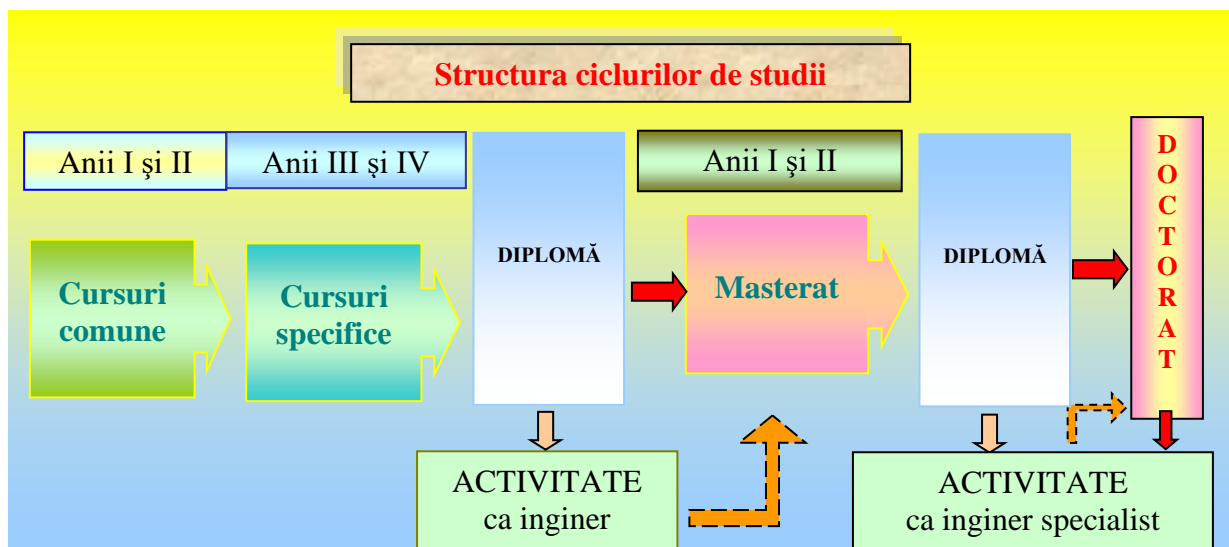 Structura ciclurilor de studii
Anii I şi II
Anii III și IV
Anii I şi II
Cursuri
comune
Cursuri
specifice
DIPLOMĂ
Masterat
DIPLOMĂ
DOCTORAT
ACTIVITATE
ca inginer
ACTIVITATE
ca inginer specialist